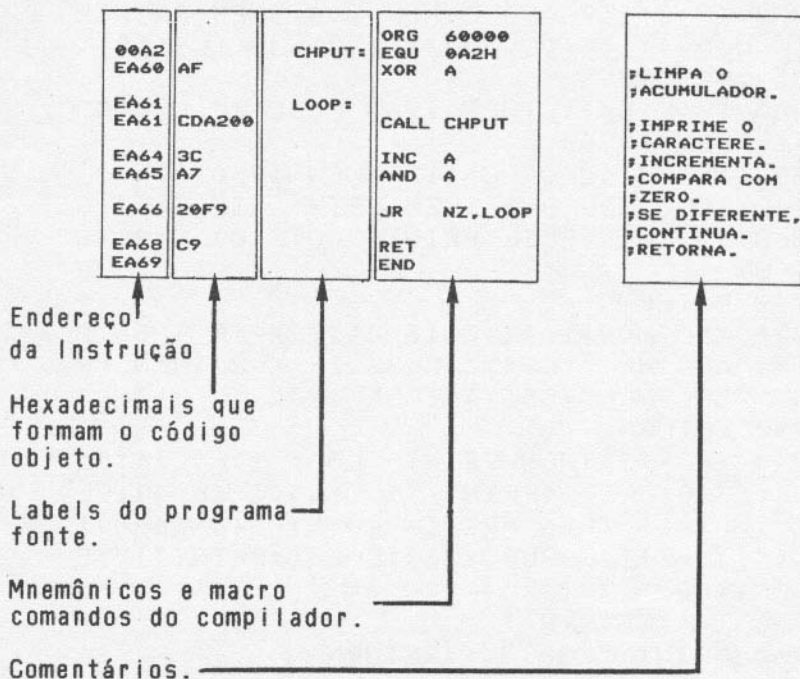 ORG 60000
00A2 CHPUT: EQU 0A2H
EA60 AF XOR A ;LIMPA O
;ACUMULADOR.
EA61 LOOP:
EA61 CDA200 CALL CHPUT ;IMPRIME O
;CARACTERE.
EA64 3C INC A ;INCREMENTA.
EA65 A7 AND A ;COMPARA COM
;ZERO.
EA66 20F9 JR NZ,LOOP ;SE DIFERENTE,
;CONTINUA.
EA68 C9 RET ;RETORNA.
EA69 END
Endereço
da Instrução
Hexadecimais que
formam o código
objeto.
Labels do programa
fonte.
Mnemônicos e macro
comandos do compilador.
Comentários.